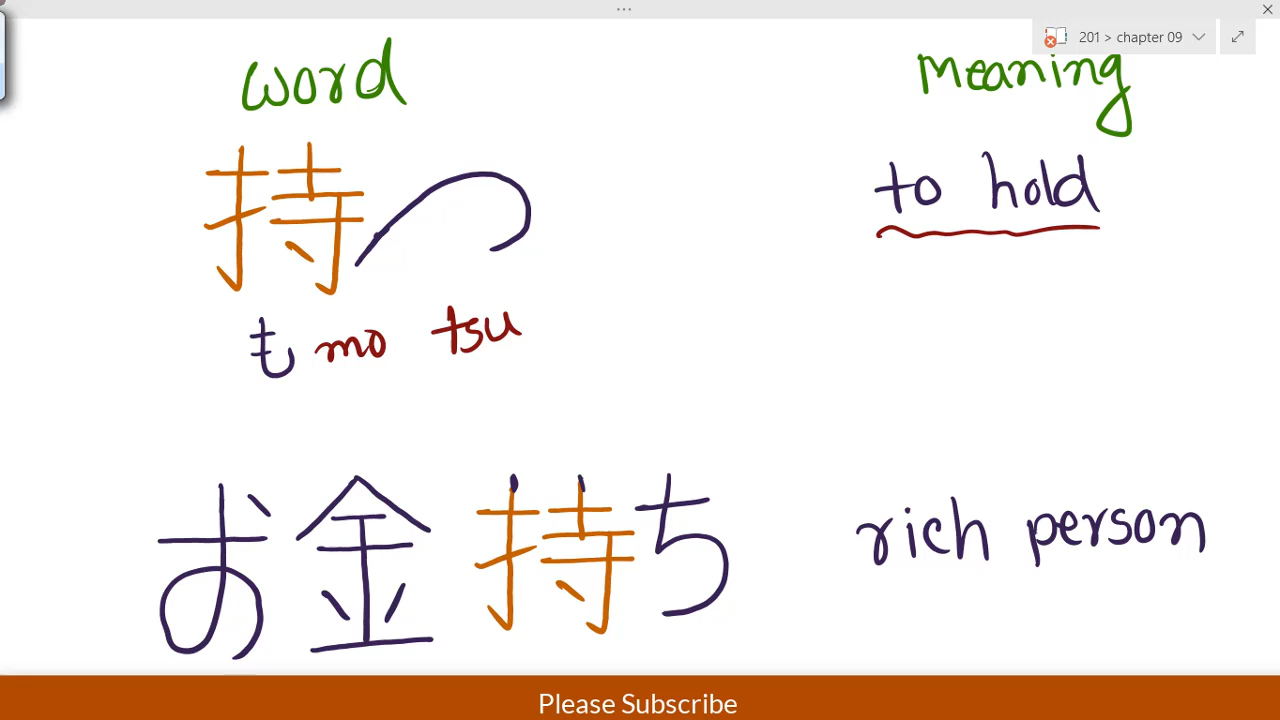 201 > chapter 09
word meaning
持つ to hold
も mo tsu
お金持ち rich person
Please Subscribe